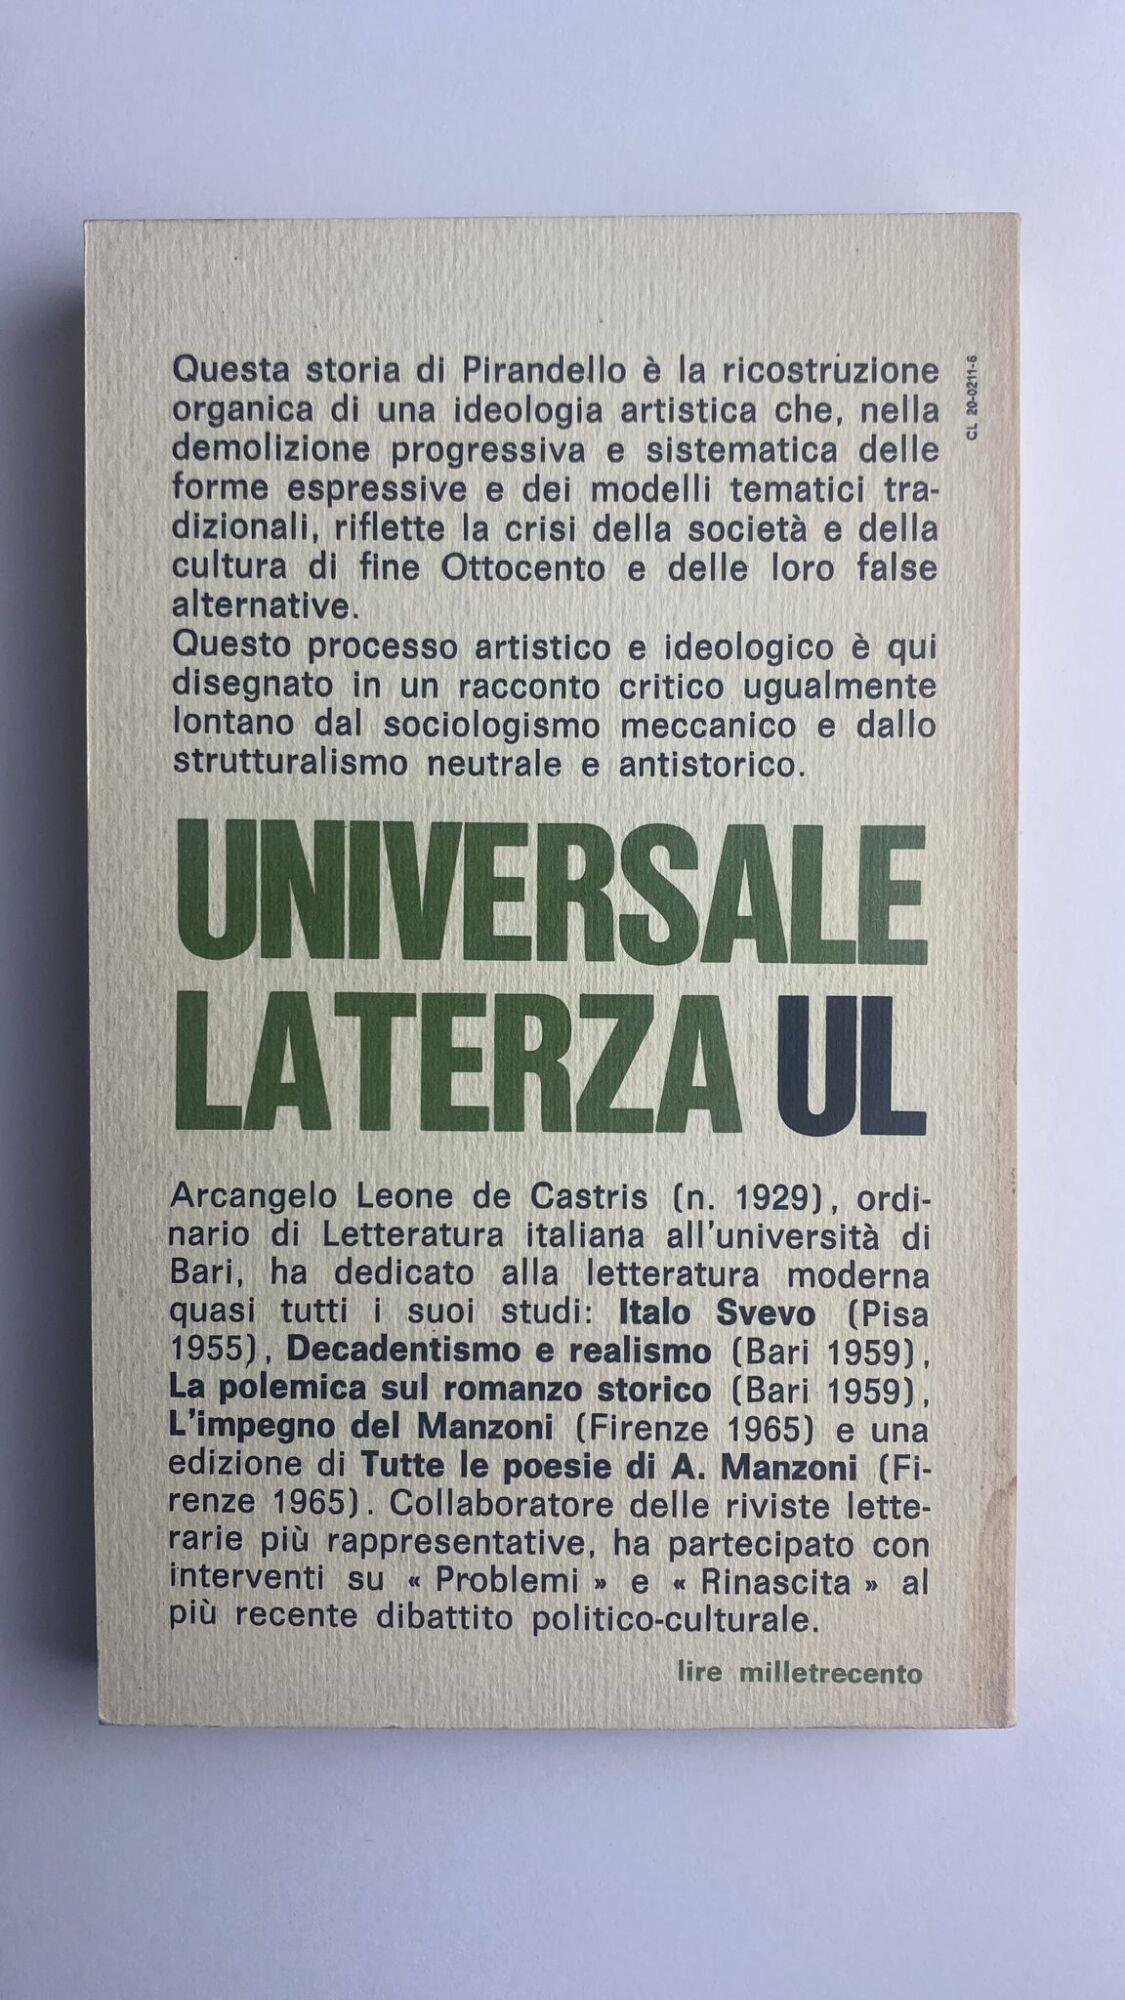 Questa storia di Pirandello è la ricostruzione
organica di una ideologia artistica che, nella
demolizione progressiva e sistematica delle
forme espressive e dei modelli tematici tra-
dizionali, riflette la crisi della società e della
cultura di fine Ottocento e delle loro false
alternative.
Questo processo artistico e ideologico è qui
disegnato in un racconto critico ugualmente
lontano dal sociologismo meccanico e dallo
strutturalismo neutrale e antistorico.
CL 20-0211-6
UNIVERSALE
LATERZA UL
Arcangelo Leone de Castris (n. 1929), ordi-
nario di Letteratura italiana all'università di
Bari, ha dedicato alla letteratura moderna
quasi tutti i suoi studi: Italo Svevo (Pisa
1955), Decadentismo e realismo (Bari 1959),
La polemica sul romanzo storico (Bari 1959),
L'impegno del Manzoni (Firenze 1965) e una
edizione di Tutte le poesie di A. Manzoni (Fi-
renze 1965). Collaboratore delle riviste lette-
rarie più rappresentative, ha partecipato con
interventi su « Problemi » e « Rinascita » al
più recente dibattito politico-culturale.
lire milletrecento